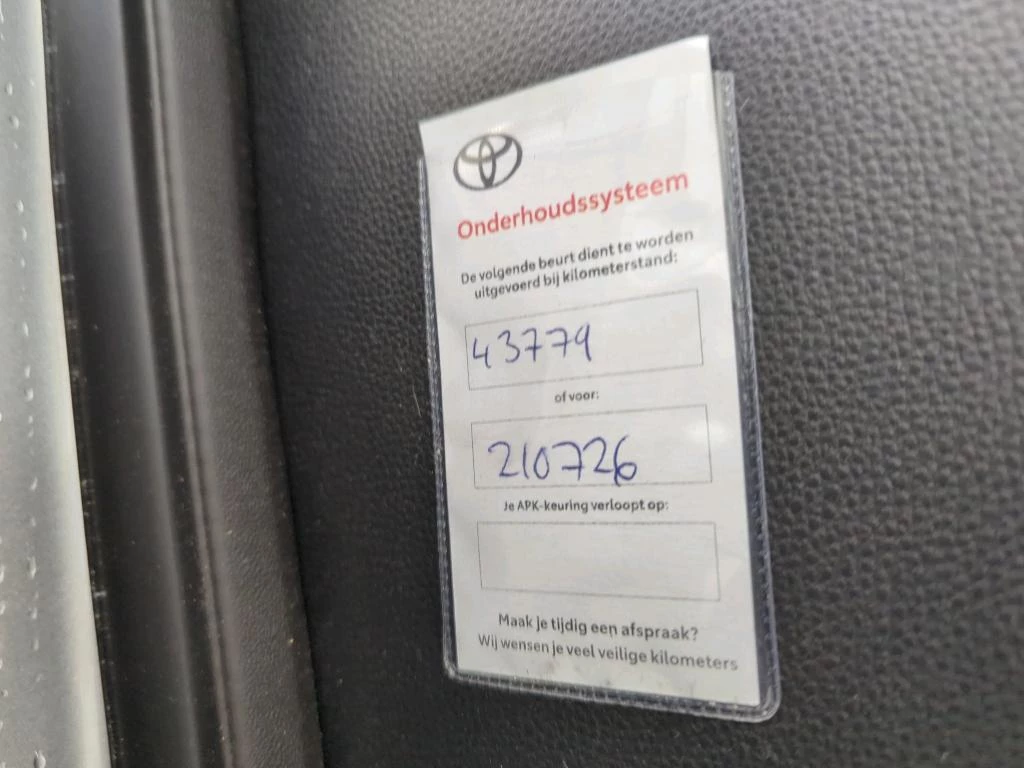 Onderhoudssysteem
De volgende beurt dient te worden
uitgevoerd bij kilometerstand:
43779
of voor:
210726
Je APK-keuring verloopt op:
Maak je tijdig een afspraak?
Wij wensen je veel veilige kilometers